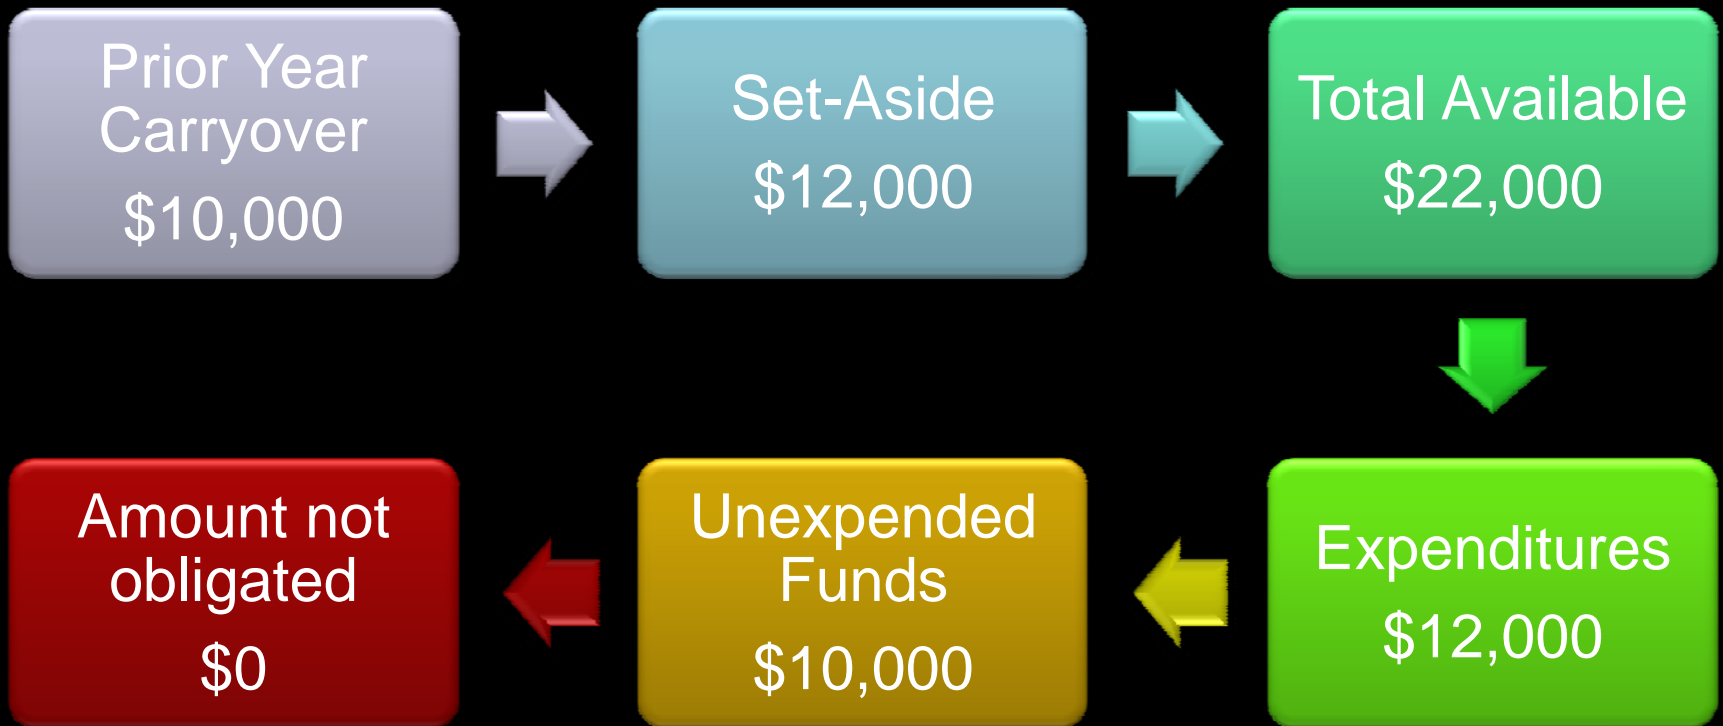 Prior Year
Carryover
$10,000
Set-Aside
$12,000
Total Available
$22,000
Expenditures
$12,000
Unexpended
Funds
$10,000
Amount not
obligated
$0